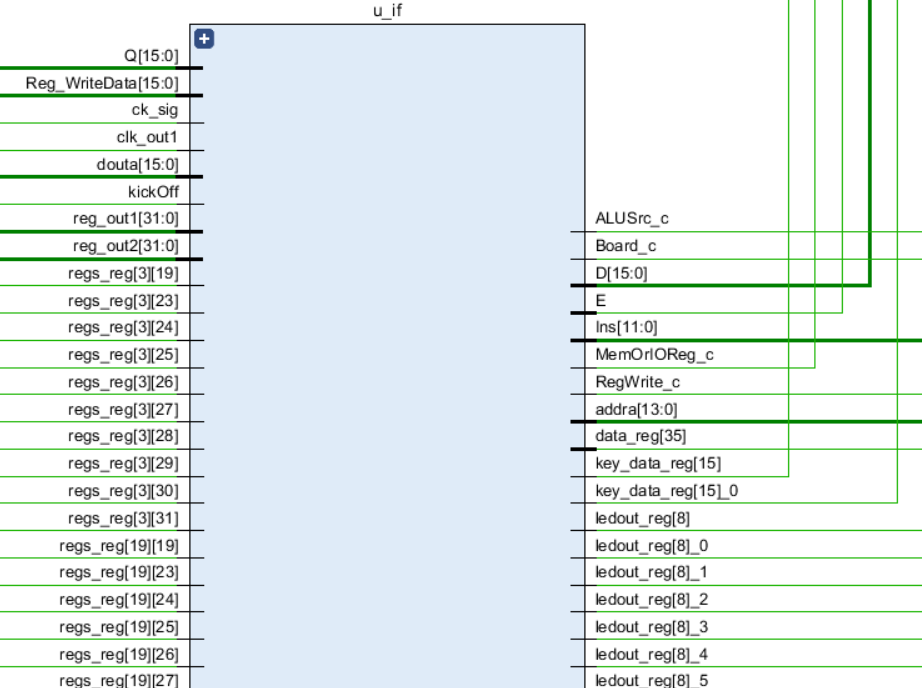 u_if
Q[15:0]
Reg_WriteData[15:0]
ck_sig
clk_out1
douta[15:0]
kickOff
reg_out1[31:0]
reg_out2[31:0]
regs_reg[3][19]
regs_reg[3][23]
regs_reg[3][24]
regs_reg[3][25]
regs_reg[3][26]
regs_reg[3][27]
regs_reg[3][28]
regs_reg[3][29]
regs_reg[3][30]
regs_reg[3][31]
regs_reg[19][19]
regs_reg[19][23]
regs_reg[19][24]
regs_reg[19][25]
regs_reg[19][26]
regs_reg[19][27]
ALUSrc_c
Board_c
D[15:0]
E
Ins[11:0]
MemOrIOReg_c
RegWrite_c
addra[13:0]
data_reg[35]
key_data_reg[15]
key_data_reg[15]_0
ledout_reg[8]
ledout_reg[8]_0
ledout_reg[8]_1
ledout_reg[8]_2
ledout_reg[8]_3
ledout_reg[8]_4
ledout_reg[8]_5